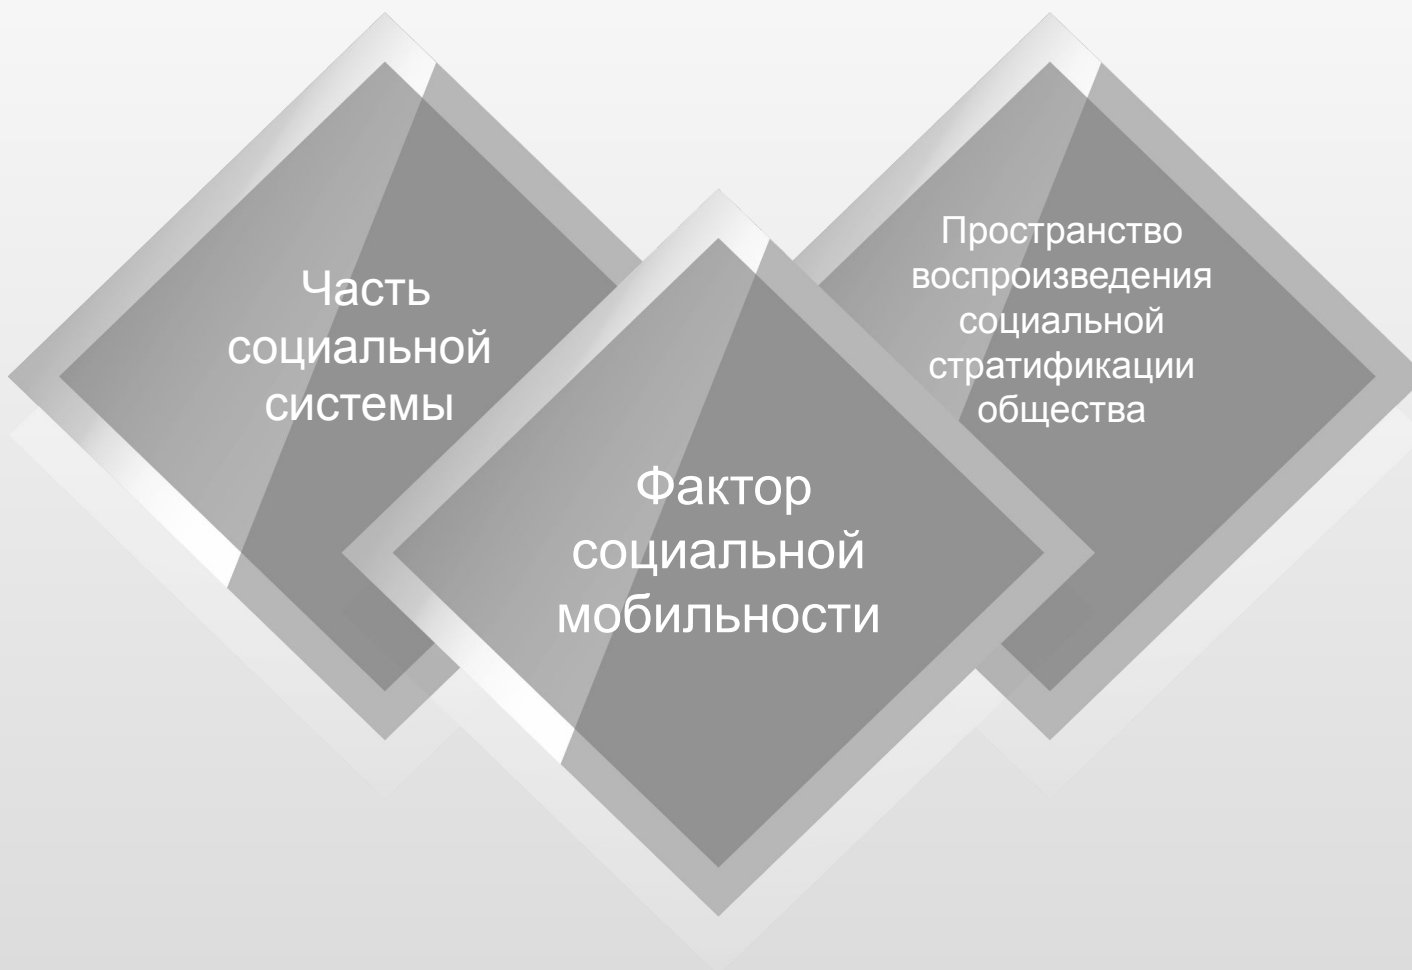 Часть
социальной
системы
Фактор
социальной
мобильности
Пространство
воспроизведения
социальной
стратификации
общества